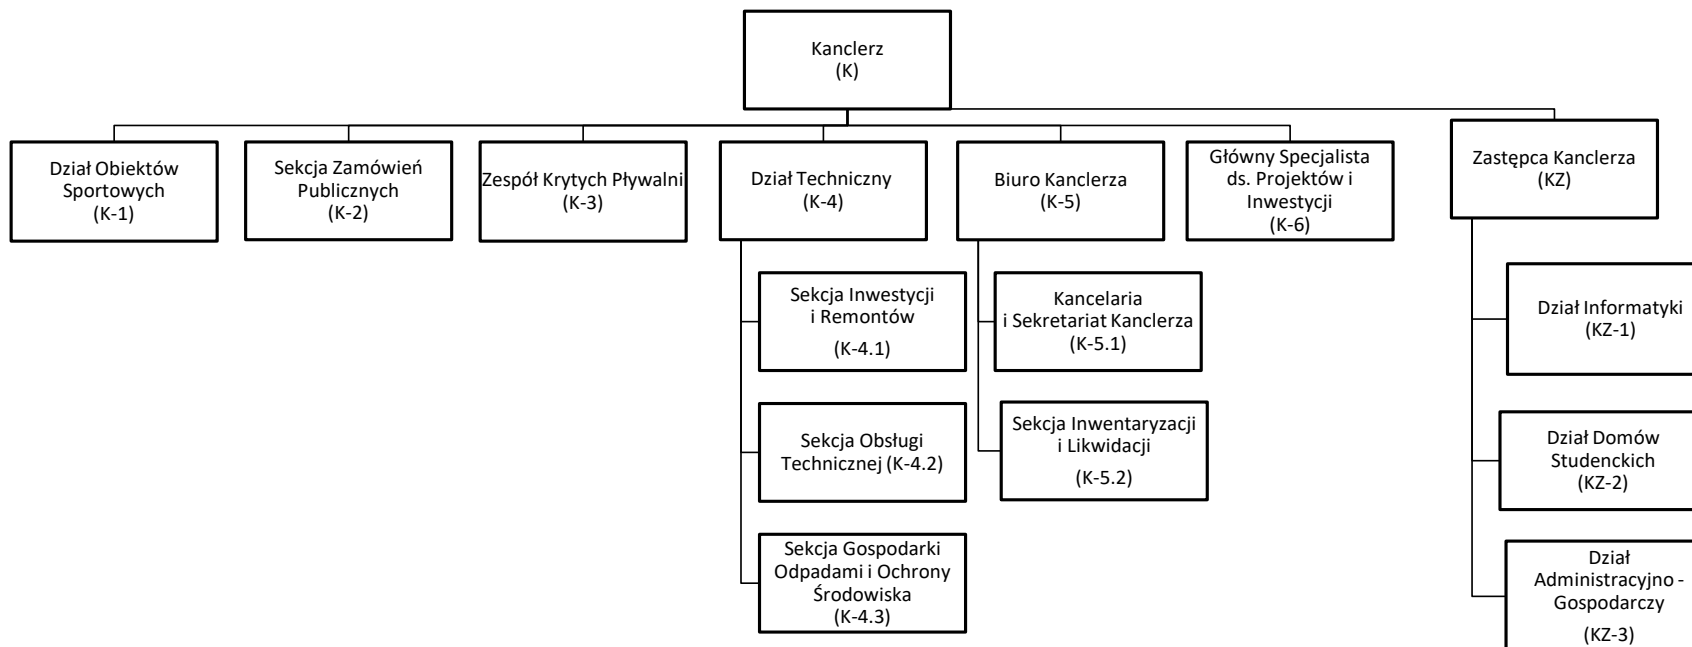 Kanclerz
(K)
Dział Obiektów
Sportowych
(K-1)
Sekcja Zamówień
Publicznych
(K-2)
Zespół Krytych Pływalni
(K-3)
Dział Techniczny
(K-4)
Biuro Kanclerza
(K-5)
Główny Specjalista
ds. Projektów i
Inwestycji
(K-6)
Zastępca Kanclerza
(KZ)
Sekcja Inwestycji
i Remontów
(K-4.1)
Sekcja Obsługi
Technicznej (K-4.2)
Sekcja Gospodarki
Odpadami i Ochrony
Środowiska
(K-4.3)
Kancelaria
i Sekretariat Kanclerza
(K-5.1)
Sekcja Inwentaryzacji
i Likwidacji
(K-5.2)
Dział Informatyki
(KZ-1)
Dział Domów
Studenckich
(KZ-2)
Dział
Administracyjno -
Gospodarczy
(KZ-3)